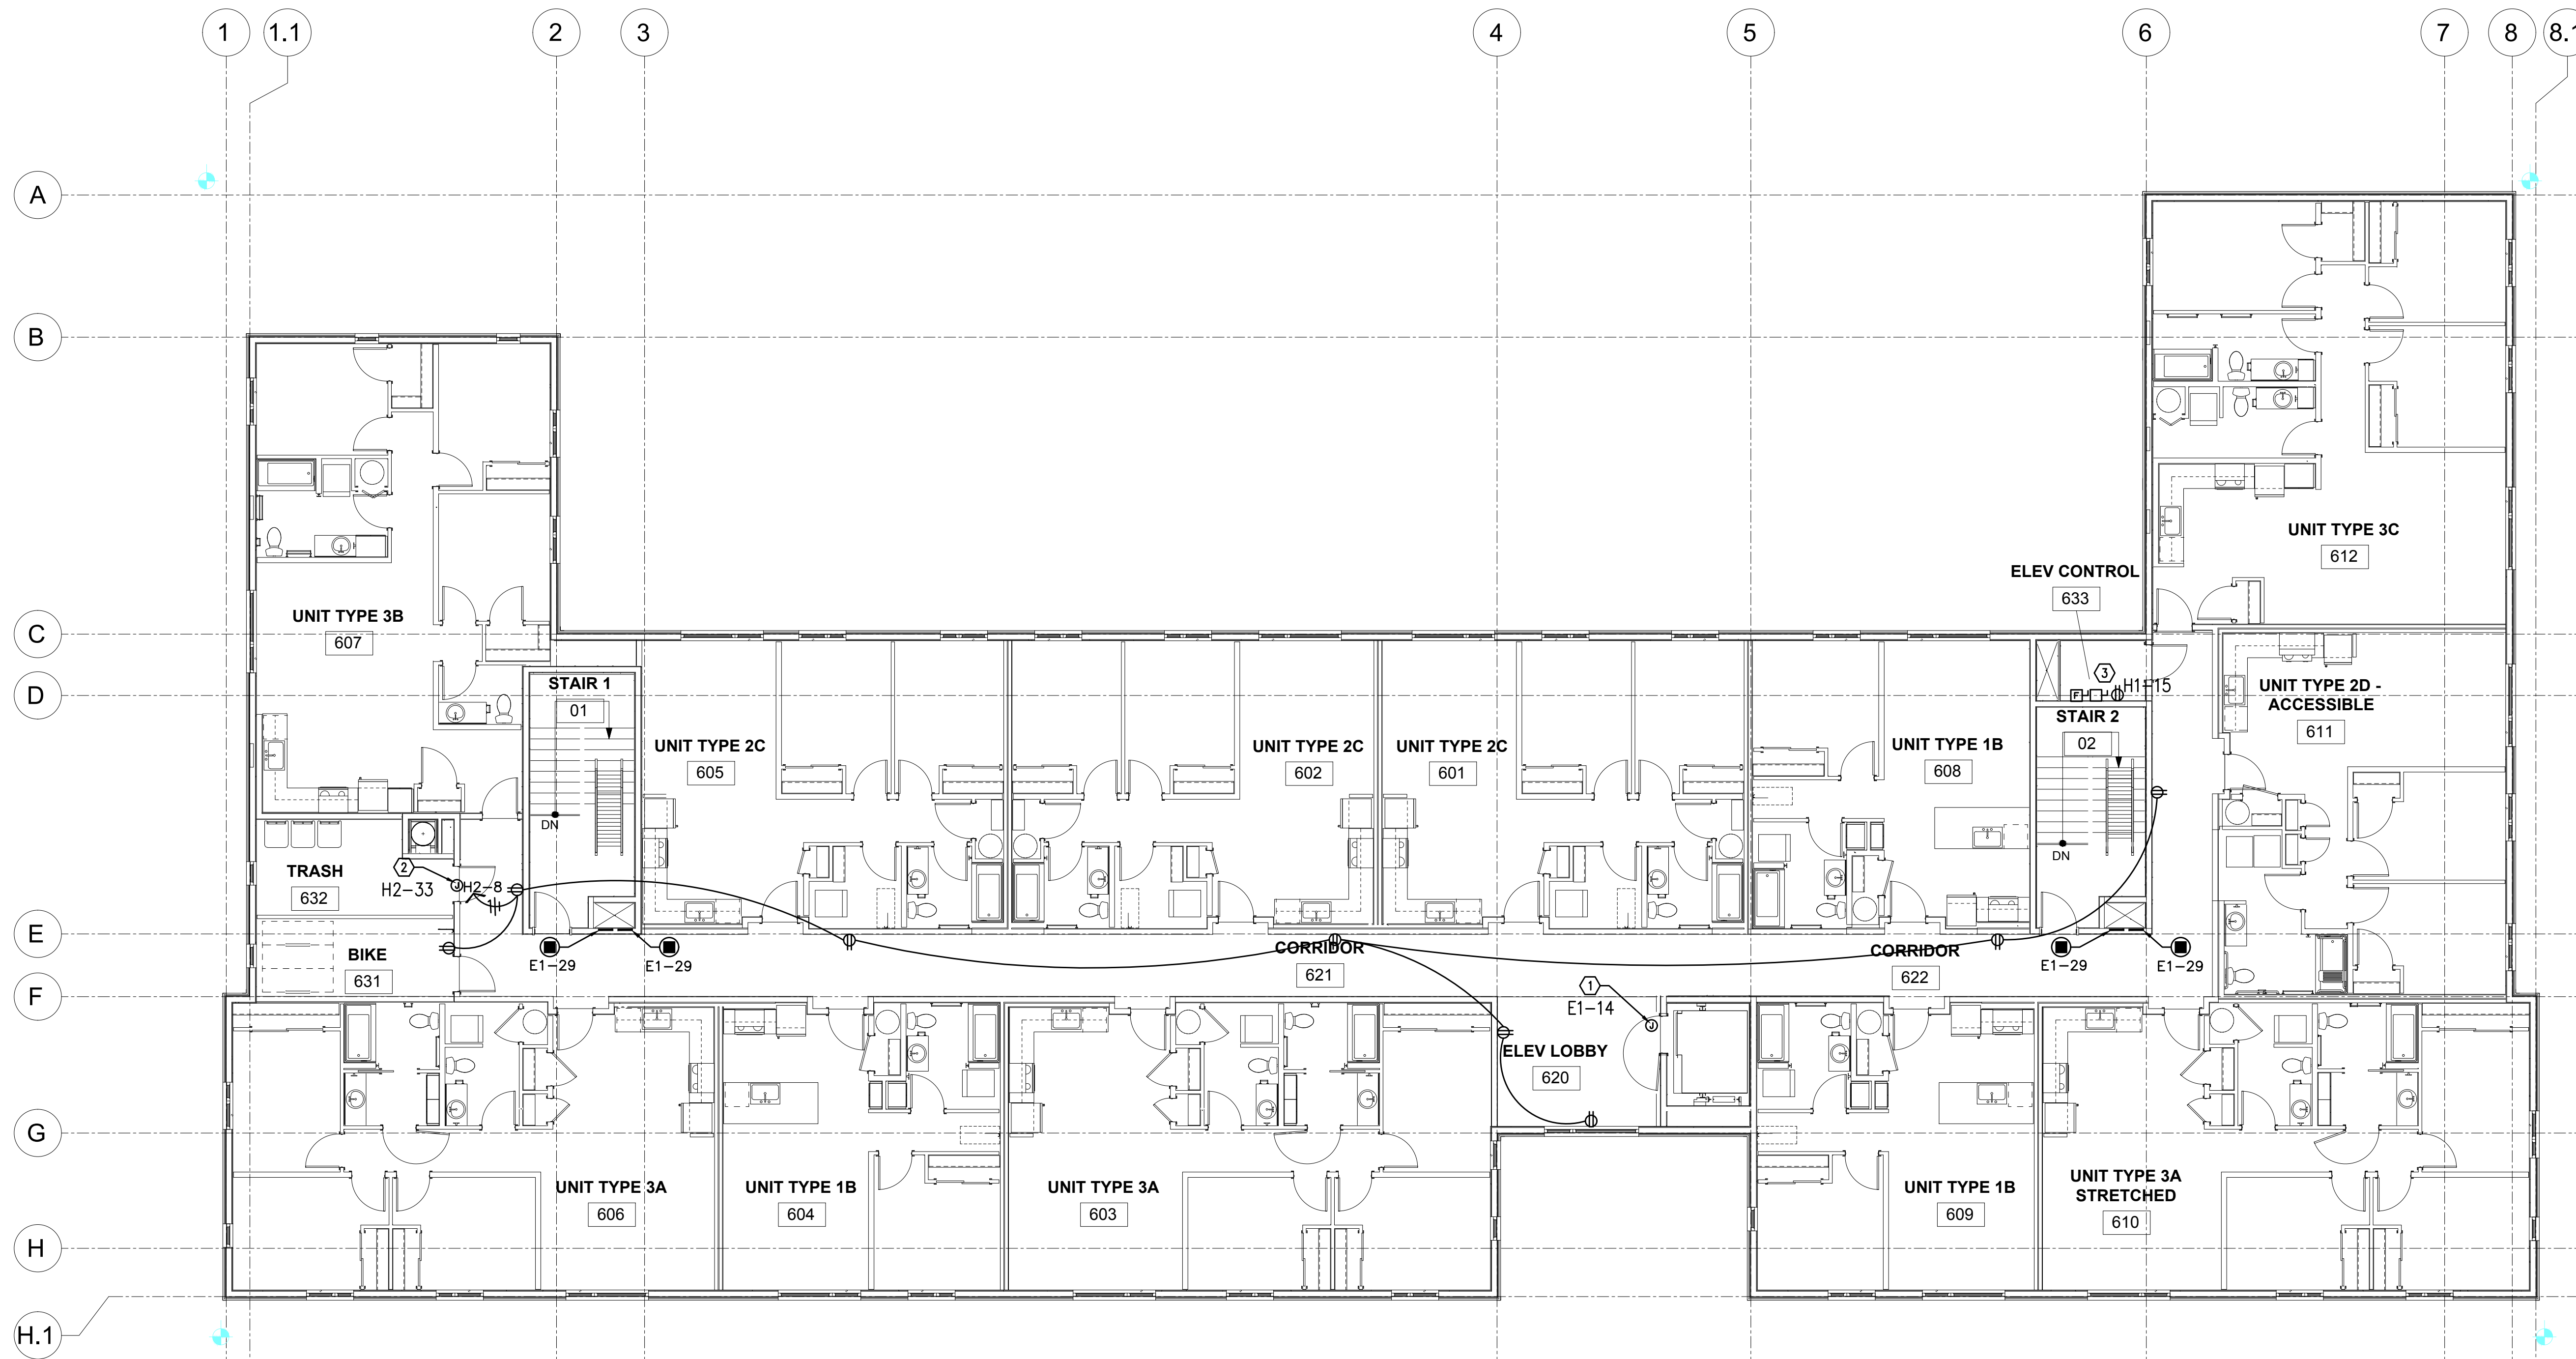 1
1.1
2
3
4
5
6
7
8
8.1
A
B
C
D
E
F
G
H
H.1
UNIT TYPE 3C
612
ELEV CONTROL
633
UNIT TYPE 3B
607
3
H1-15
STAIR 1
01
DN
UNIT TYPE 2C
605
UNIT TYPE 2C
602
UNIT TYPE 2C
601
UNIT TYPE 1B
608
F
STAIR 2
02
DN
UNIT TYPE 2D -
ACCESSIBLE
611
TRASH
632
2
H2-33
J
H2-8
BIKE
631
E1-29
E1-29
CORRIDOR
621
CORRIDOR
622
E1-29
E1-29
1
E1-14
J
ELEV LOBBY
620
UNIT TYPE 3A
606
UNIT TYPE 1B
604
UNIT TYPE 3A
603
UNIT TYPE 1B
609
UNIT TYPE 3A
STRETCHED
610